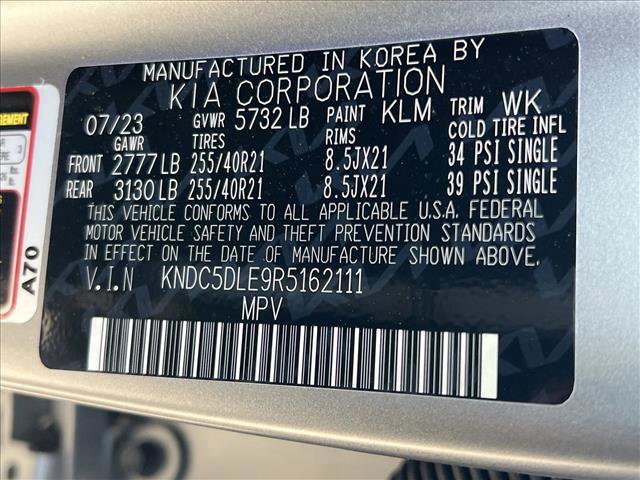 MANUFACTURED IN KOREA BY
KIA CORPORATION
07/23 GVWR 5732 LB PAINT KLM TRIM WK
GAWR TIRES RIMS COLD TIRE INFL
FRONT 2777 LB 255/40R21 8.5JX21 34 PSI SINGLE
REAR 3130 LB 255/40R21 8.5JX21 39 PSI SINGLE
THIS VEHICLE CONFORMS TO ALL APPLICABLE U.S.A. FEDERAL
MOTOR VEHICLE SAFETY AND THEFT PREVENTION STANDARDS
IN EFFECT ON THE DATE OF MANUFACTURE SHOWN ABOVE.
V.I.N KNDC5DLE9R5162111
MPV
A70